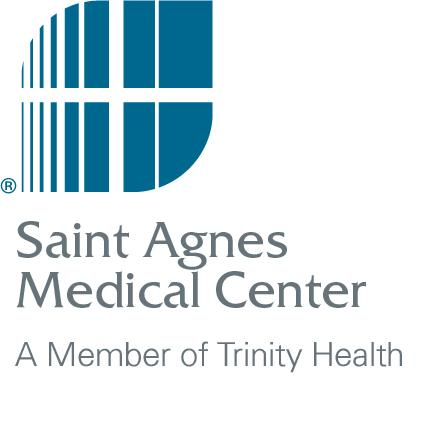 ®
Saint Agnes
Medical Center
A Member of Trinity Health